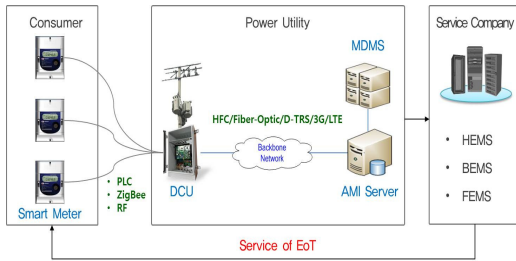 Consumer
Smart Meter
• PLC
• ZigBee
• RF
Power Utility
MDMS
HFC/Fiber-Optic/D-TRS/3G/LTE
Backbone
Network
DCU
AMI Server
Service Company
• HEMS
• BEMS
• FEMS
Service of EoT